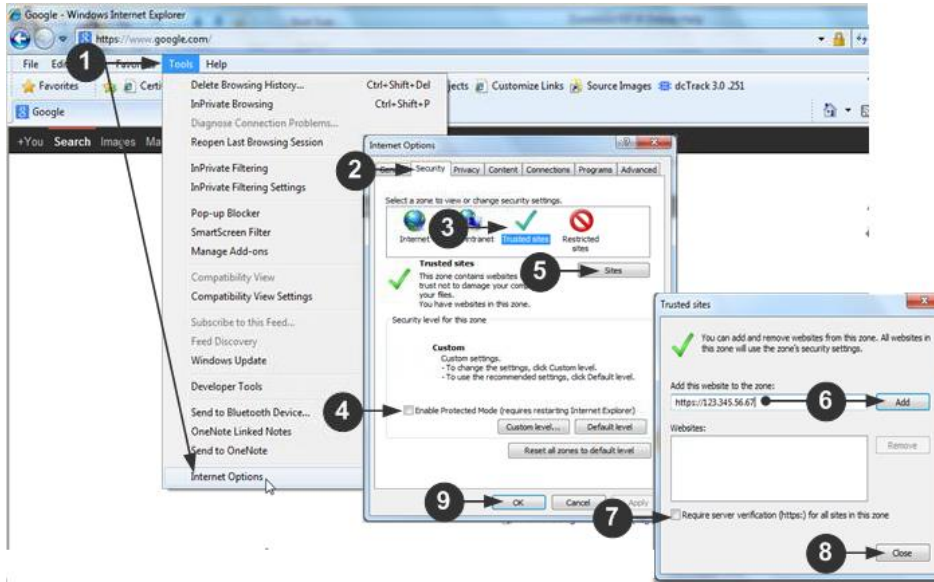 Google - Windows Internet Explorer
https://www.google.com/
File Tools Help
Favorites Customize Links Source Images dcTrack 3.0 .251
Google
+You Search Images
1
Delete Browsing History... Ctrl+Shift+Del
InPrivate Browsing Ctrl+Shift+P
Diagnose Connection Problems...
Reopen Last Browsing Session
InPrivate Filtering
InPrivate Filtering Settings
Pop-up Blocker
SmartScreen Filter
Manage Add-ons
Compatibility View
Compatibility View Settings
Subscribe to this Feed...
Feed Discovery
Windows Update
Developer Tools
Send to Bluetooth Device...
OneNote Linked Notes
Send to OneNote
Internet Options
Internet Options
2
Security Privacy Content Connections Programs Advanced
Select a zone to view or change security settings.
3
Internet Trusted sites Restricted
sites
Trusted sites
5 Sites
This zone contains websites
trust not to damage your
your files.
You have websites in this zone.
Security level for this zone
Custom
Custom settings.
- To change the settings, click Custom level.
- To use the recommended settings, click Default level.
4
Enable Protected Mode (requires restarting Internet Explorer)
Custom level... Default level
Reset all zones to default level
9 OK Cancel Apply
Trusted sites
You can add and remove websites from this zone. All websites in
this zone will use the zone's security settings.
Add this website to the zone:
https://123.345.56.67 6 Add
Websites:
Remove
7
Require server verification (https:) for all sites in this zone
8 Close